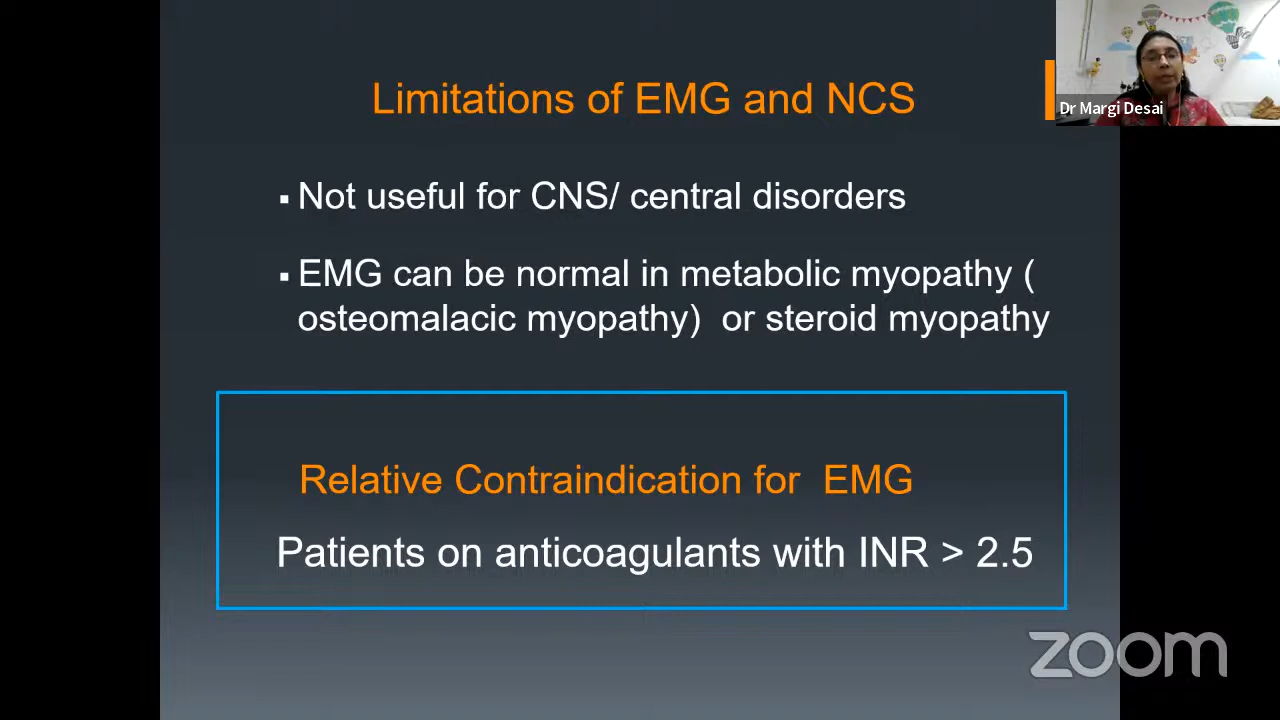 Limitations of EMG and NCS
Dr Margi Desai
▪ Not useful for CNS/ central disorders
▪ EMG can be normal in metabolic myopathy (
osteomalacic myopathy)  or steroid myopathy
Relative Contraindication for  EMG
Patients on anticoagulants with INR > 2.5
zoom